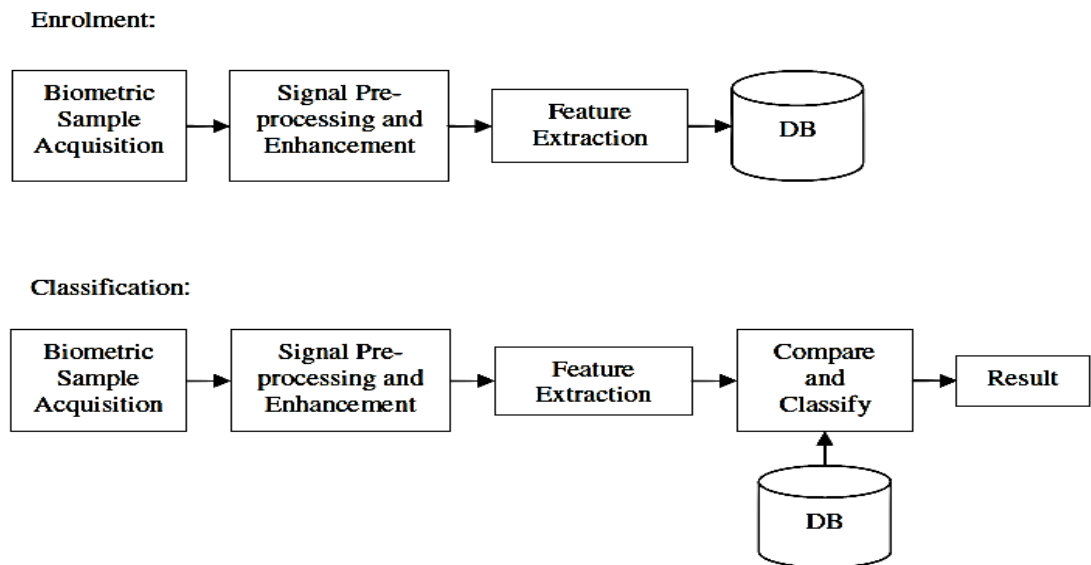 Enrolment:
Biometric
Sample
Acquisition
Signal Pre-
processing and
Enhancement
Feature
Extraction
DB
Classification:
Biometric
Sample
Acquisition
Signal Pre-
processing and
Enhancement
Feature
Extraction
Compare
and
Classify
Result
DB